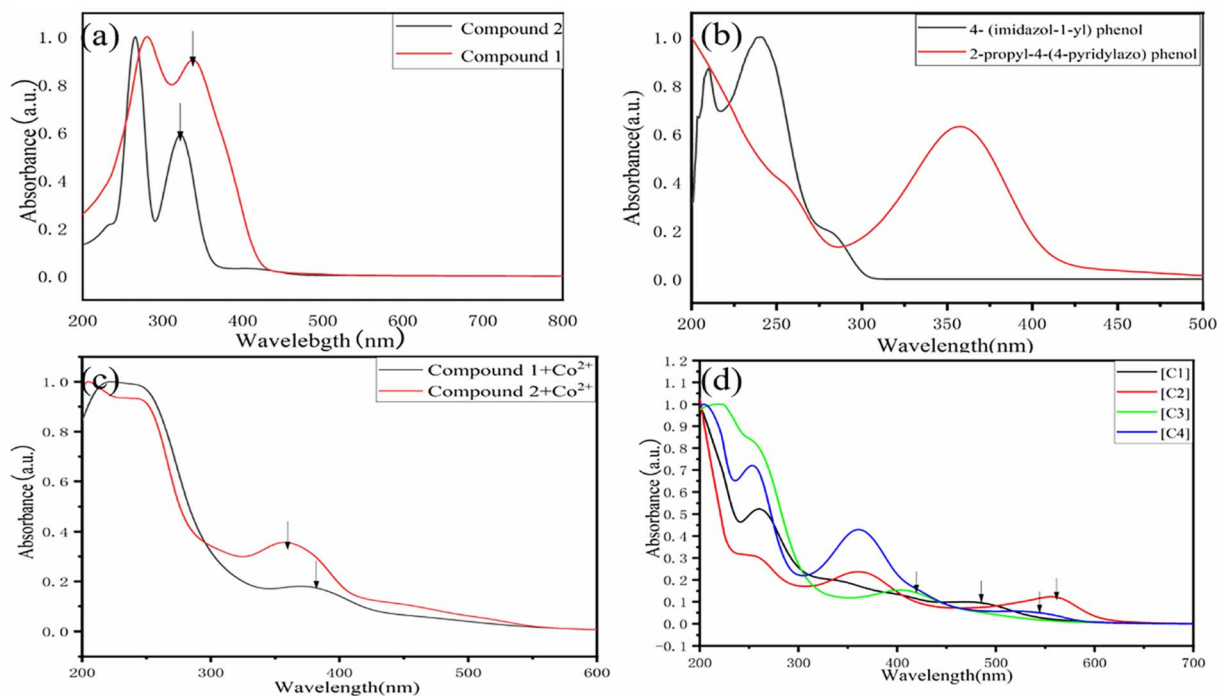 (a)
Compound 2
Compound 1
Absorbance (a.u.)
1. 0
0. 8
0. 6
0. 4
0. 2
0. 0
200 300 400 500 600 700 800
Wavelebgth (nm)
(b)
4- (imidazol-1-yl) phenol
2-propyl-4-(4-pyridylazo) phenol
Absorbance(a.u.)
1. 0
0. 8
0. 6
0. 4
0. 2
0. 0
200 250 300 350 400 450 500
Wavelength(nm)
(c)
Compound 1+Co²⁺
Compound 2+Co²⁺
Absorbance (a.u.)
1. 0
0. 8
0. 6
0. 4
0. 2
0. 0
200 300 400 500 600
Wavelength(nm)
(d)
[C1]
[C2]
[C3]
[C4]
Absorbance (a.u.)
1. 2
1. 1
1. 0
0. 9
0. 8
0. 7
0. 6
0. 5
0. 4
0. 3
0. 2
0. 1
0. 0
-0. 1
200 300 400 500 600 700
Wavelength(nm)